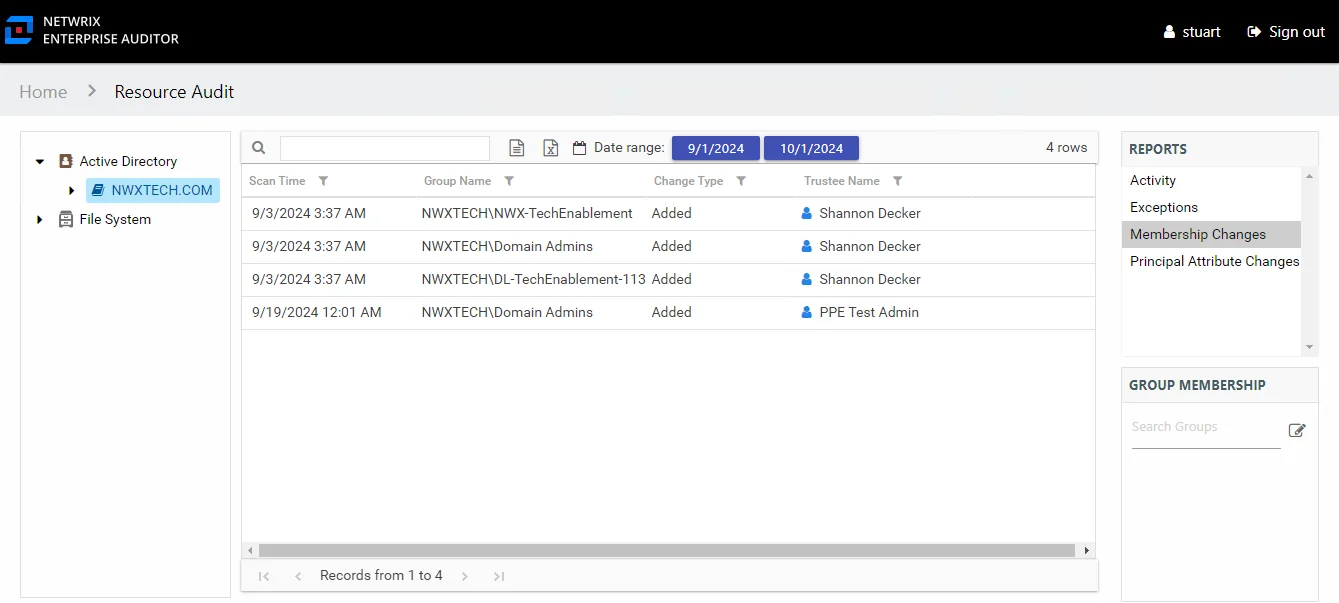 NETWRIX
ENTERPRISE AUDITOR
stuart
Sign out
Home > Resource Audit
Active Directory
NWXTECH.COM
File System
Date range: 9/1/2024 10/1/2024 4 rows
Scan Time Group Name Change Type Trustee Name
9/3/2024 3:37 AM NWXTECH\NWX-TechEnablement Added Shannon Decker
9/3/2024 3:37 AM NWXTECH\Domain Admins Added Shannon Decker
9/3/2024 3:37 AM NWXTECH\DL-TechEnablement-113 Added Shannon Decker
9/19/2024 12:01 AM NWXTECH\Domain Admins Added PPE Test Admin
Records from 1 to 4
REPORTS
Activity
Exceptions
Membership Changes
Principal Attribute Changes
GROUP MEMBERSHIP
Search Groups